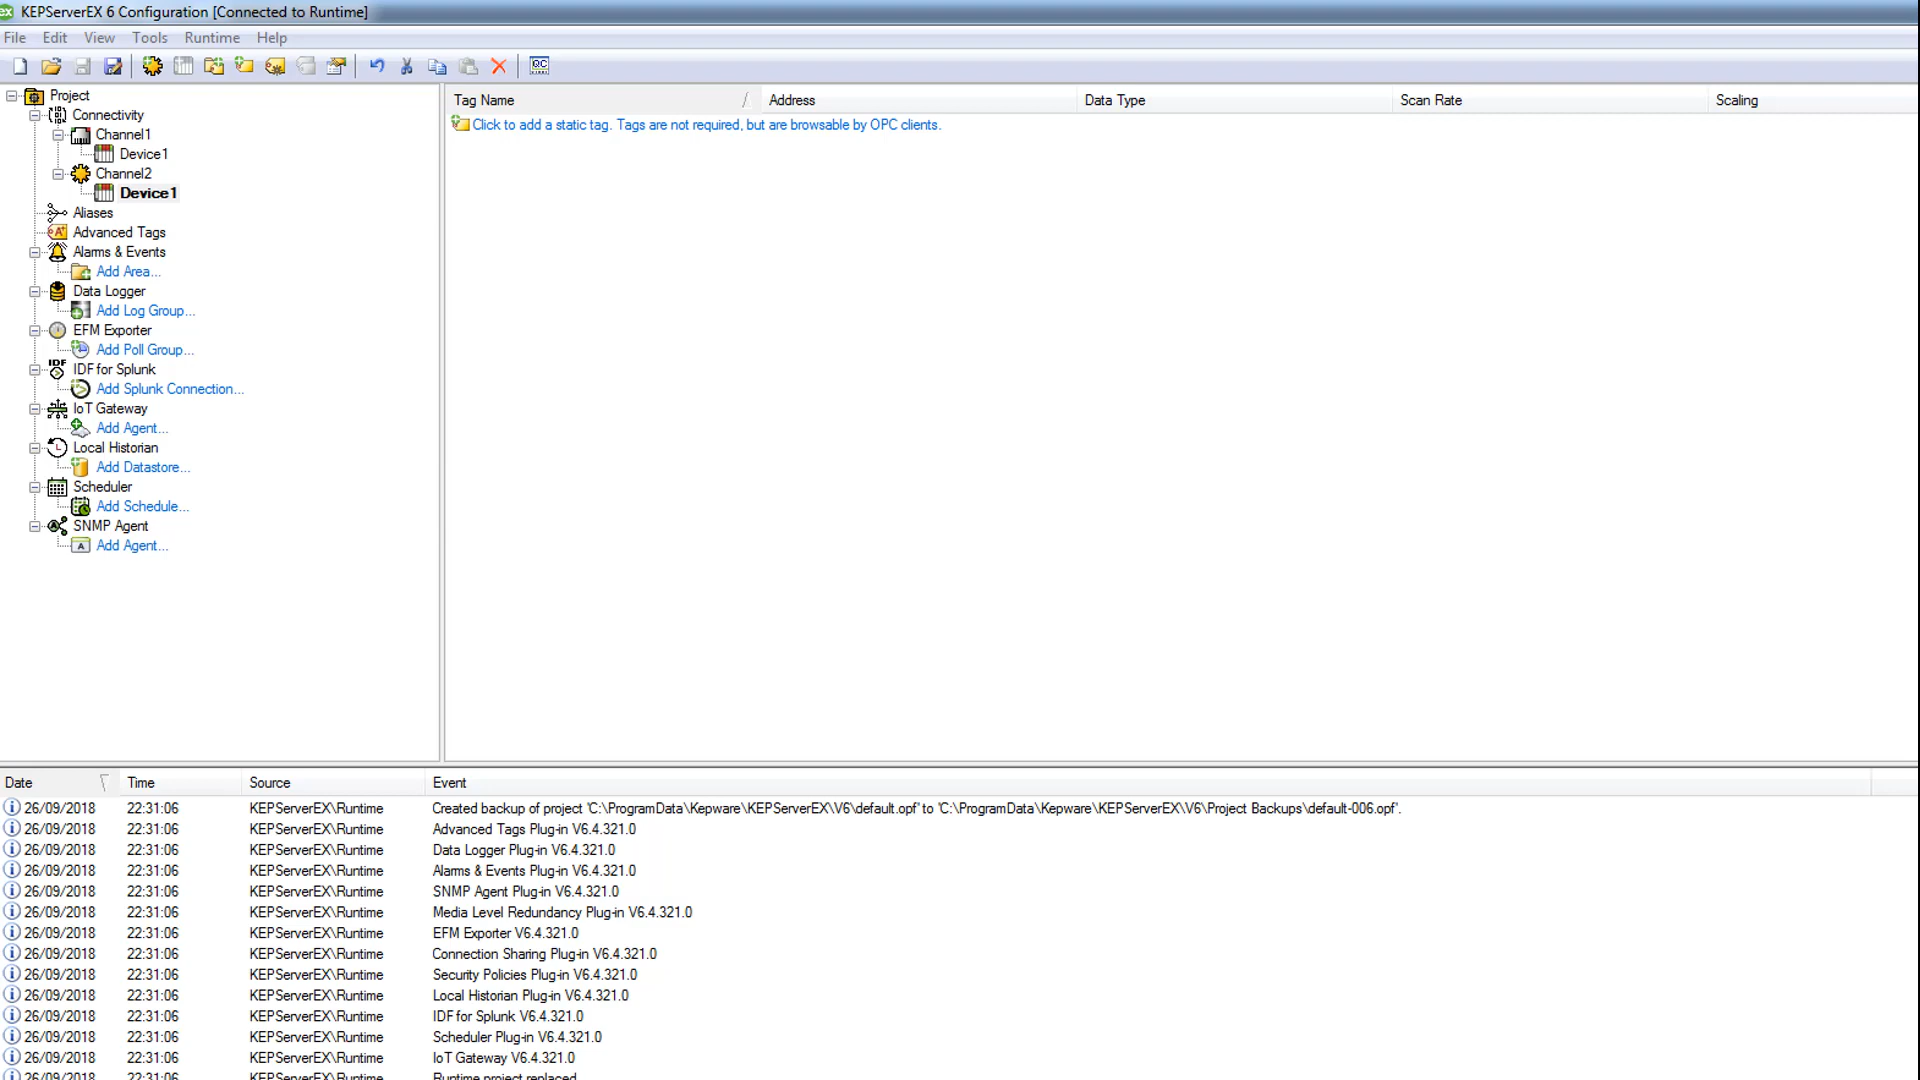 KEPServerEX 6 Configuration [Connected to Runtime]
File Edit View Tools Runtime Help
Project
Connectivity
Channel1
Device1
Channel2
Device1
Aliases
Advanced Tags
Alarms & Events
Add Area...
Data Logger
Add Log Group...
EFM Exporter
Add Poll Group...
IDF for Splunk
Add Splunk Connection...
IoT Gateway
Add Agent...
Local Historian
Add Datastore...
Scheduler
Add Schedule...
SNMP Agent
Add Agent...
Tag Name Address Data Type Scan Rate Scaling
Click to add a static tag. Tags are not required, but are browsable by OPC clients.
Date Time Source Event
26/09/2018 22:31:06 KEPServerEX\Runtime Created backup of project 'C:\ProgramData\Kepware\KEPServerEX\V6\default.opf' to 'C:\ProgramData\Kepware\KEPServerEX\V6\Project Backups\default-006.opf'.
26/09/2018 22:31:06 KEPServerEX\Runtime Advanced Tags Plug-in V6.4.321.0
26/09/2018 22:31:06 KEPServerEX\Runtime Data Logger Plug-in V6.4.321.0
26/09/2018 22:31:06 KEPServerEX\Runtime Alarms & Events Plug-in V6.4.321.0
26/09/2018 22:31:06 KEPServerEX\Runtime SNMP Agent Plug-in V6.4.321.0
26/09/2018 22:31:06 KEPServerEX\Runtime Media Level Redundancy Plug-in V6.4.321.0
26/09/2018 22:31:06 KEPServerEX\Runtime EFM Exporter V6.4.321.0
26/09/2018 22:31:06 KEPServerEX\Runtime Connection Sharing Plug-in V6.4.321.0
26/09/2018 22:31:06 KEPServerEX\Runtime Security Policies Plug-in V6.4.321.0
26/09/2018 22:31:06 KEPServerEX\Runtime Local Historian Plug-in V6.4.321.0
26/09/2018 22:31:06 KEPServerEX\Runtime IDF for Splunk V6.4.321.0
26/09/2018 22:31:06 KEPServerEX\Runtime Scheduler Plug-in V6.4.321.0
26/09/2018 22:31:06 KEPServerEX\Runtime IoT Gateway V6.4.321.0
26/09/2018 22:31:06 KEPServerEX\Runtime Runtime project replaced